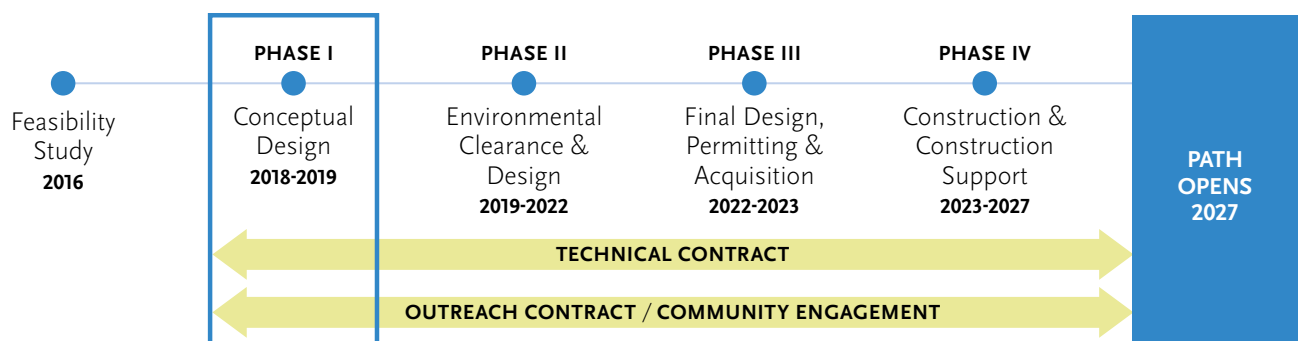 Feasibility
Study
2016
PHASE I
Conceptual
Design
2018-2019
PHASE II
Environmental
Clearance &
Design
2019-2022
PHASE III
Final Design,
Permitting &
Acquisition
2022-2023
PHASE IV
Construction &
Construction
Support
2023-2027
PATH
OPENS
2027
TECHNICAL CONTRACT
OUTREACH CONTRACT / COMMUNITY ENGAGEMENT